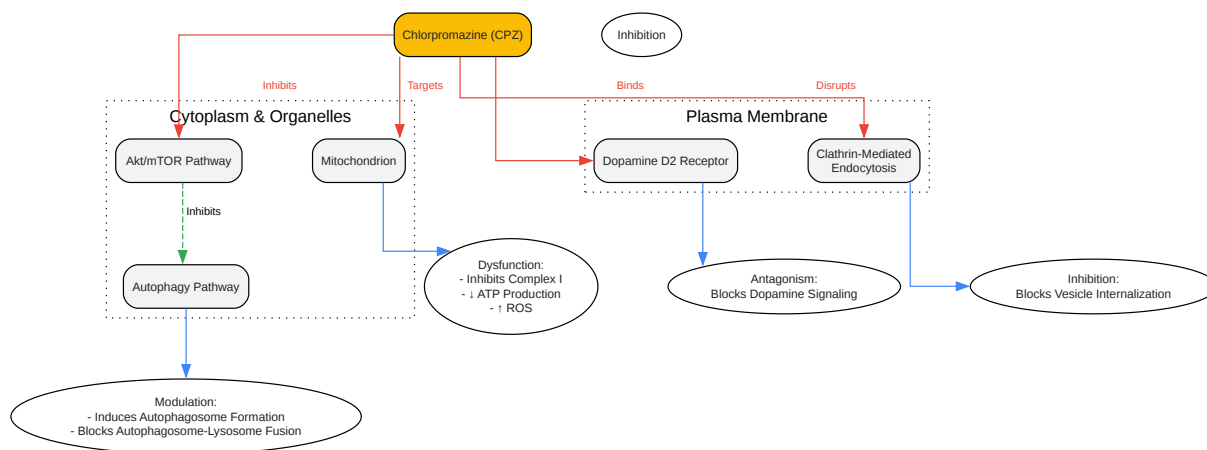 Chlorpromazine (CPZ)
Inhibition
Inhibits
Targets
Binds
Disrupts
Cytoplasm & Organelles
Plasma Membrane
Akt/mTOR Pathway
Mitochondrion
Dopamine D2 Receptor
Clathrin-Mediated
Endocytosis
Inhibits
Autophagy Pathway
Dysfunction:
- Inhibits Complex I
- ↓ ATP Production
- ↑ ROS
Antagonism:
Blocks Dopamine Signaling
Inhibition:
Blocks Vesicle Internalization
Modulation:
- Induces Autophagosome Formation
- Blocks Autophagosome-Lysosome Fusion